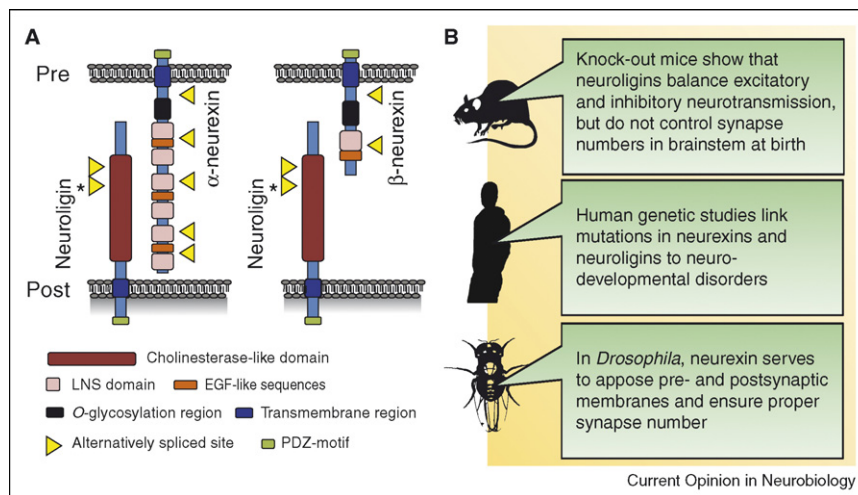 A
Pre
Neuroligin
*
α-neurexin
Neuroligin
*
β-neurexin
Post
Cholinesterase-like domain
LNS domain
EGF-like sequences
O-glycosylation region
Transmembrane region
Alternatively spliced site
PDZ-motif
B
Knock-out mice show that
neuroligins balance excitatory
and inhibitory neurotransmission,
but do not control synapse
numbers in brainstem at birth
Human genetic studies link
mutations in neurexins and
neuroligins to neuro-
developmental disorders
In Drosophila, neurexin serves
to appose pre- and postsynaptic
membranes and ensure proper
synapse number
Current Opinion in Neurobiology